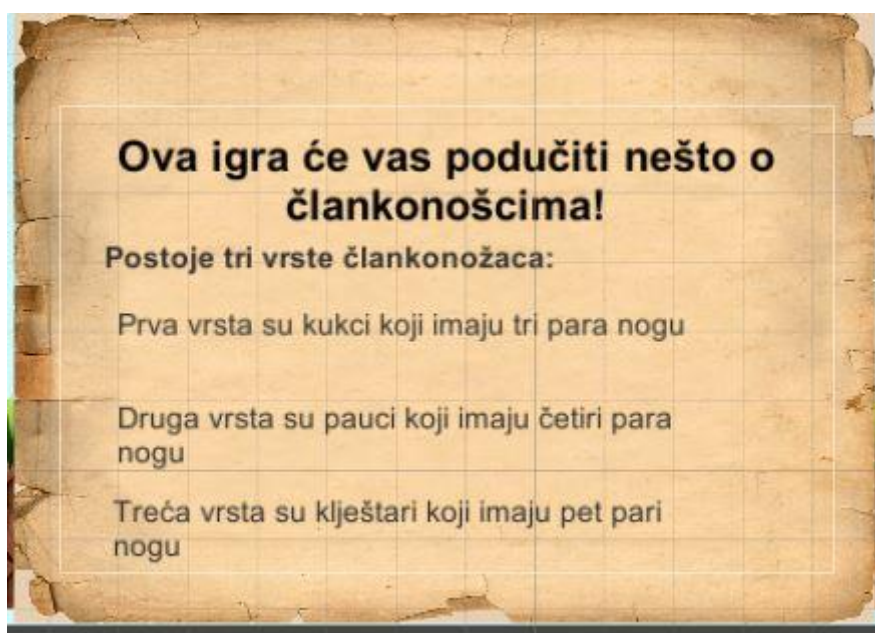 Ova igra će vas podučiti nešto o
člankonošcima!
Postoje tri vrste člankonožaca:
Prva vrsta su kukci koji imaju tri para nogu
Druga vrsta su pauci koji imaju četiri para
nogu
Treća vrsta su klještari koji imaju pet pari
nogu